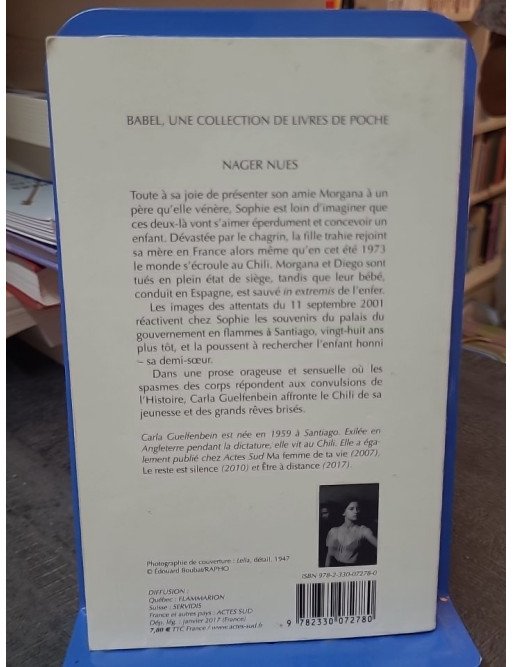 BABEL, UNE COLLECTION DE LIVRES DE POCHE
NAGER NUES
Toute à sa joie de présenter son amie Morgana à un
père qu'elle vénère, Sophie est loin d'imaginer que
ces deux-là vont s'aimer éperdument et concevoir un
enfant. Dévastée par le chagrin, la fille trahie rejoint
sa mère en France alors même qu'en cet été 1973
le monde s'écroule au Chili. Morgana et Diego sont
tués en plein état de siège, tandis que leur bébé,
conduit en Espagne, est sauvé in extremis de l'enfer.
Les images des attentats du 11 septembre 2001
réactivent chez Sophie les souvenirs du palais du
gouvernement en flammes à Santiago, vingt-huit ans
plus tôt, et la poussent à rechercher l'enfant honni
– sa demi-sœur.
Dans une prose orageuse et sensuelle où les
spasmes des corps répondent aux convulsions de
l'Histoire, Carla Guelfenbein affronte le Chili de sa
jeunesse et des grands rêves brisés.
Carla Guelfenbein est née en 1959 à Santiago. Exilée en
Angleterre pendant la dictature, elle vit au Chili. Elle a éga-
lement publié chez Actes Sud Ma femme de ta vie (2007),
Le reste est silence (2010) et Être à distance (2017).
Photographie de couverture : Lella, détail, 1947
© Édouard Boubat/RAPHO
DIFFUSION :
Québec : FLAMMARION
Suisse : SERVIDIS
France et autres pays : ACTES SUD
Dép. lég. : janvier 2017 (France)
7,80 € TTC France / www.actes-sud.fr
ISBN 978-2-330-07278-0
9 782330 072780